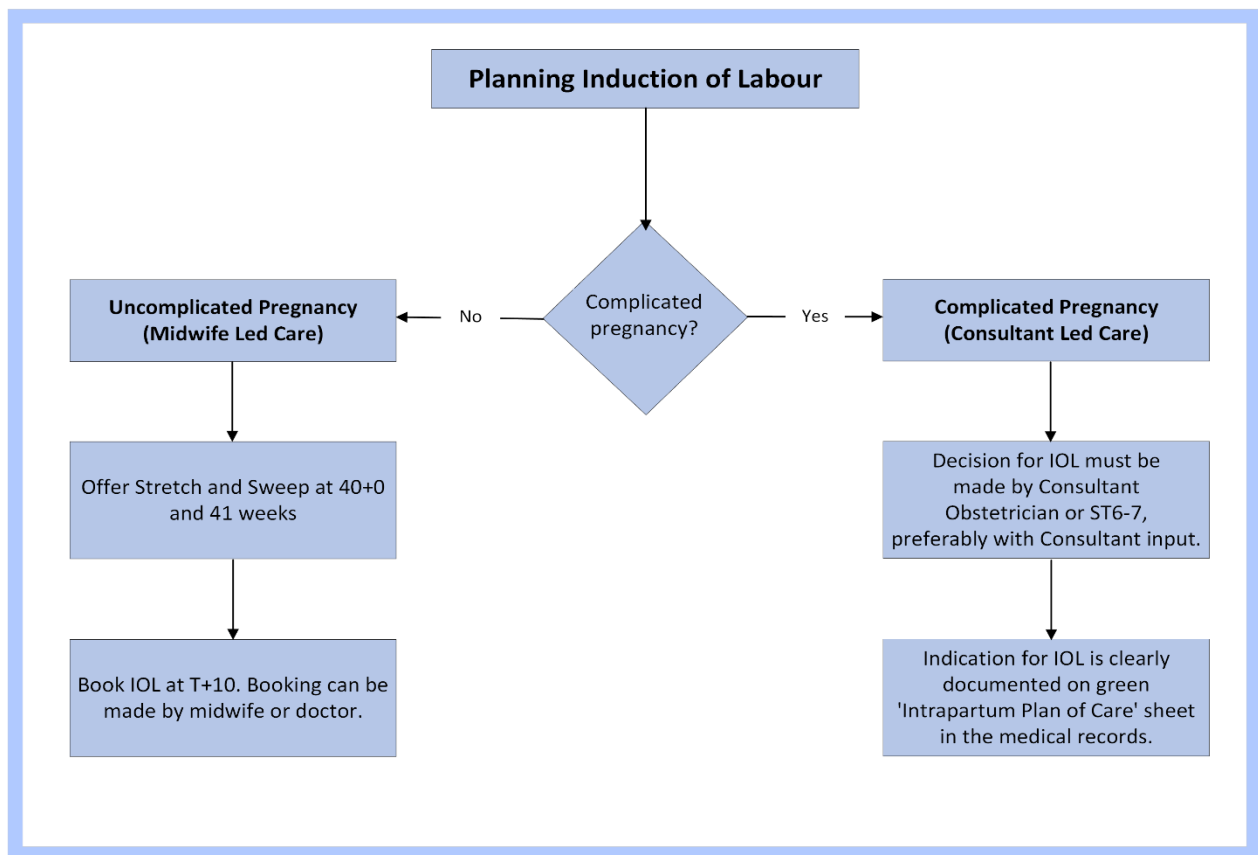 Planning Induction of Labour
Complicated
pregnancy?
No
Yes
Uncomplicated Pregnancy
(Midwife Led Care)
Offer Stretch and Sweep at 40+0
and 41 weeks
Book IOL at T+10. Booking can be
made by midwife or doctor.
Complicated Pregnancy
(Consultant Led Care)
Decision for IOL must be
made by Consultant
Obstetrician or ST6-7,
preferably with Consultant input.
Indication for IOL is clearly
documented on green
'Intrapartum Plan of Care' sheet
in the medical records.